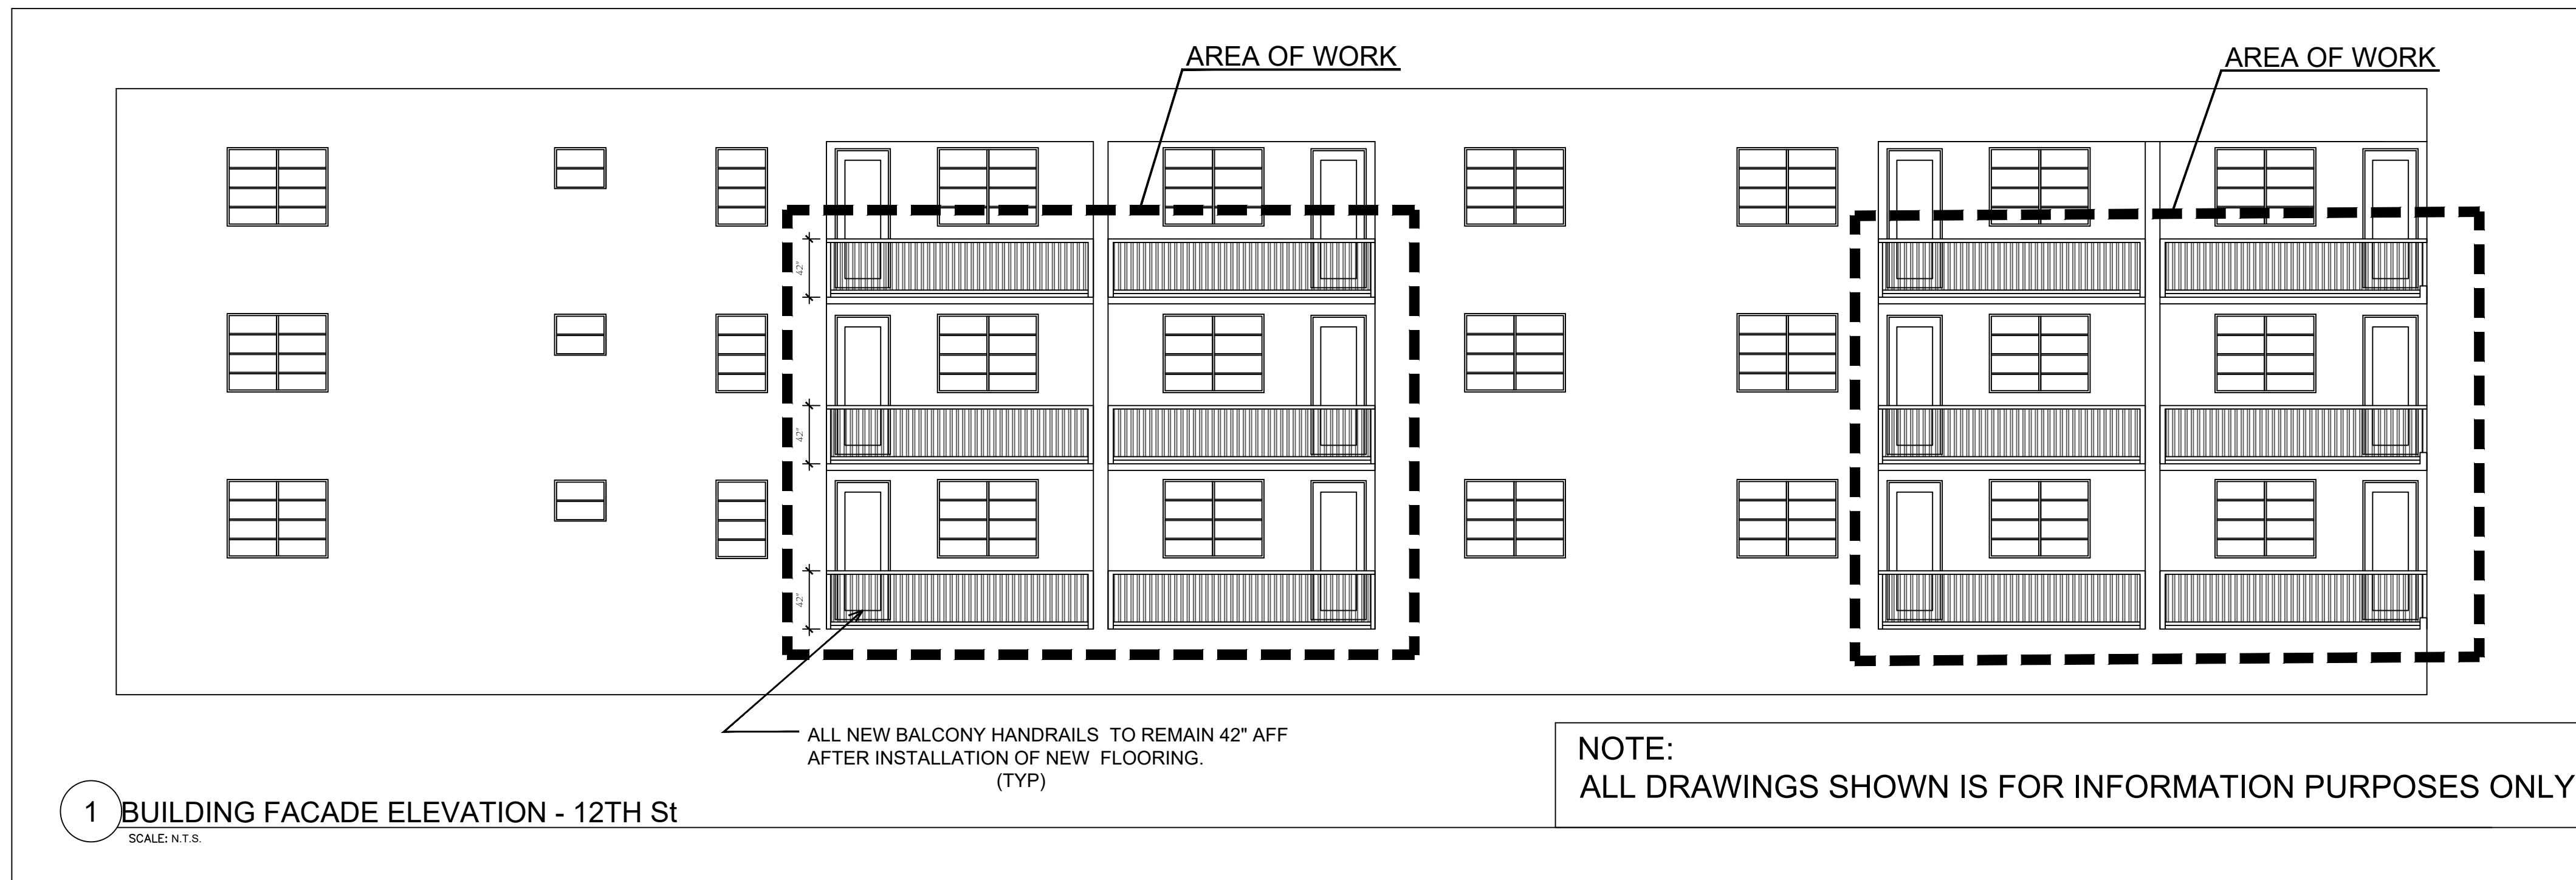 AREA OF WORK
AREA OF WORK
42"
42"
42"
ALL NEW BALCONY HANDRAILS TO REMAIN 42" AFF
AFTER INSTALLATION OF NEW FLOORING.
(TYP)
NOTE:
ALL DRAWINGS SHOWN IS FOR INFORMATION PURPOSES ONLY
1 BUILDING FACADE ELEVATION - 12TH St
SCALE: N.T.S.